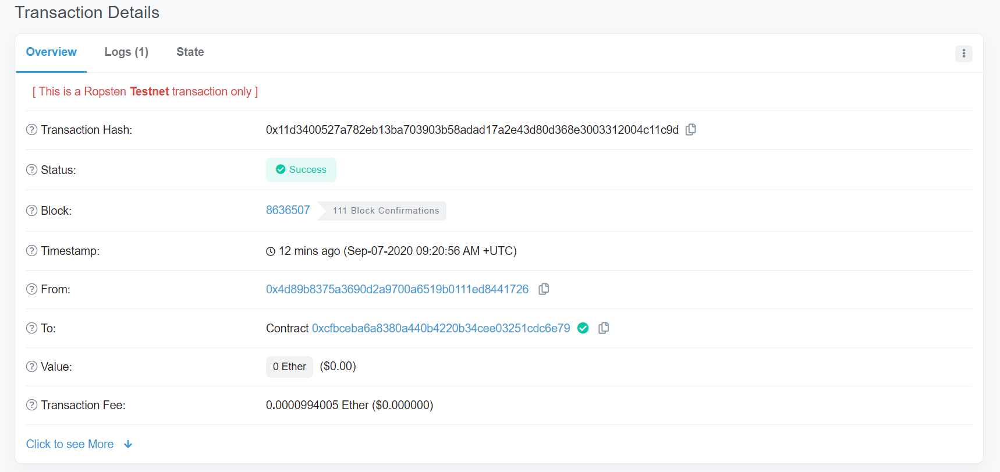 Transaction Details
Overview Logs (1) State
[ This is a Ropsten Testnet transaction only ]
Transaction Hash: 0x11d3400527a782eb13ba703903b58adad17a2e43d80d368e3003312004c11c9d
Status: Success
Block: 8636507 111 Block Confirmations
Timestamp: 12 mins ago (Sep-07-2020 09:20:56 AM +UTC)
From: 0x4d89b8375a3690d2a9700a6519b0111ed8441726
To: Contract 0xcfbceba6a8380a440b4220b34cee03251cdc6e79
Value: 0 Ether ($0.00)
Transaction Fee: 0.0000994005 Ether ($0.000000)
Click to see More